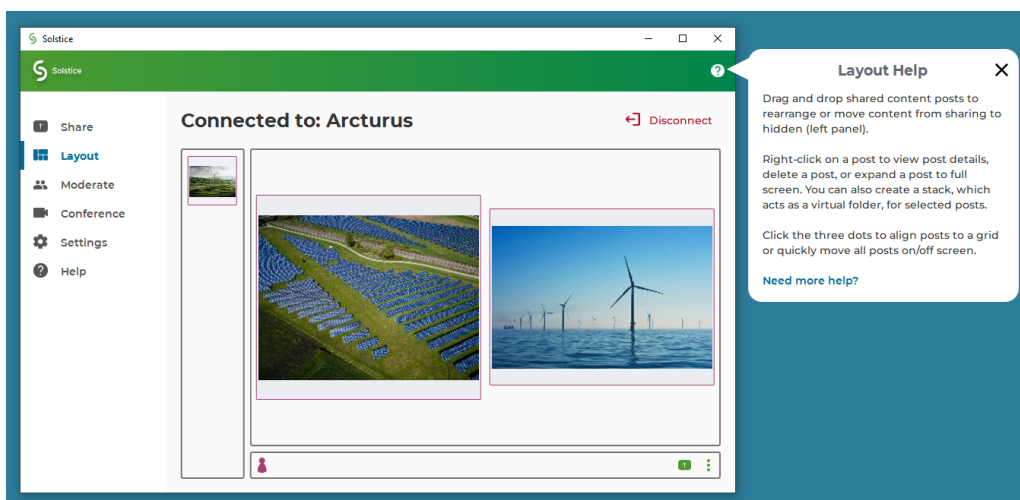 Solstice
Solstice
Share
Layout
Moderate
Conference
Settings
Help
Connected to: Arcturus
Disconnect
Layout Help
Drag and drop shared content posts to
rearrange or move content from sharing to
hidden (left panel).
Right-click on a post to view post details,
delete a post, or expand a post to full
screen. You can also create a stack, which
acts as a virtual folder, for selected posts.
Click the three dots to align posts to a grid
or quickly move all posts on/off screen.
Need more help?